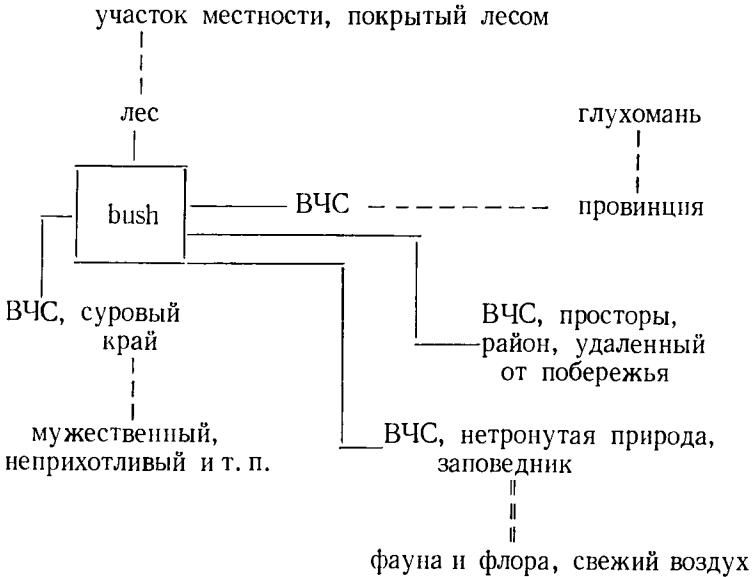 участок местности, покрытый лесом
лес
глухомань
bush
ВЧС
провинция
ВЧС, суровый
край
ВЧС, просторы,
район, удаленный
от побережья
мужественный,
неприхотливый и т. п.
ВЧС, нетронутая природа,
заповедник
фауна и флора, свежий воздух